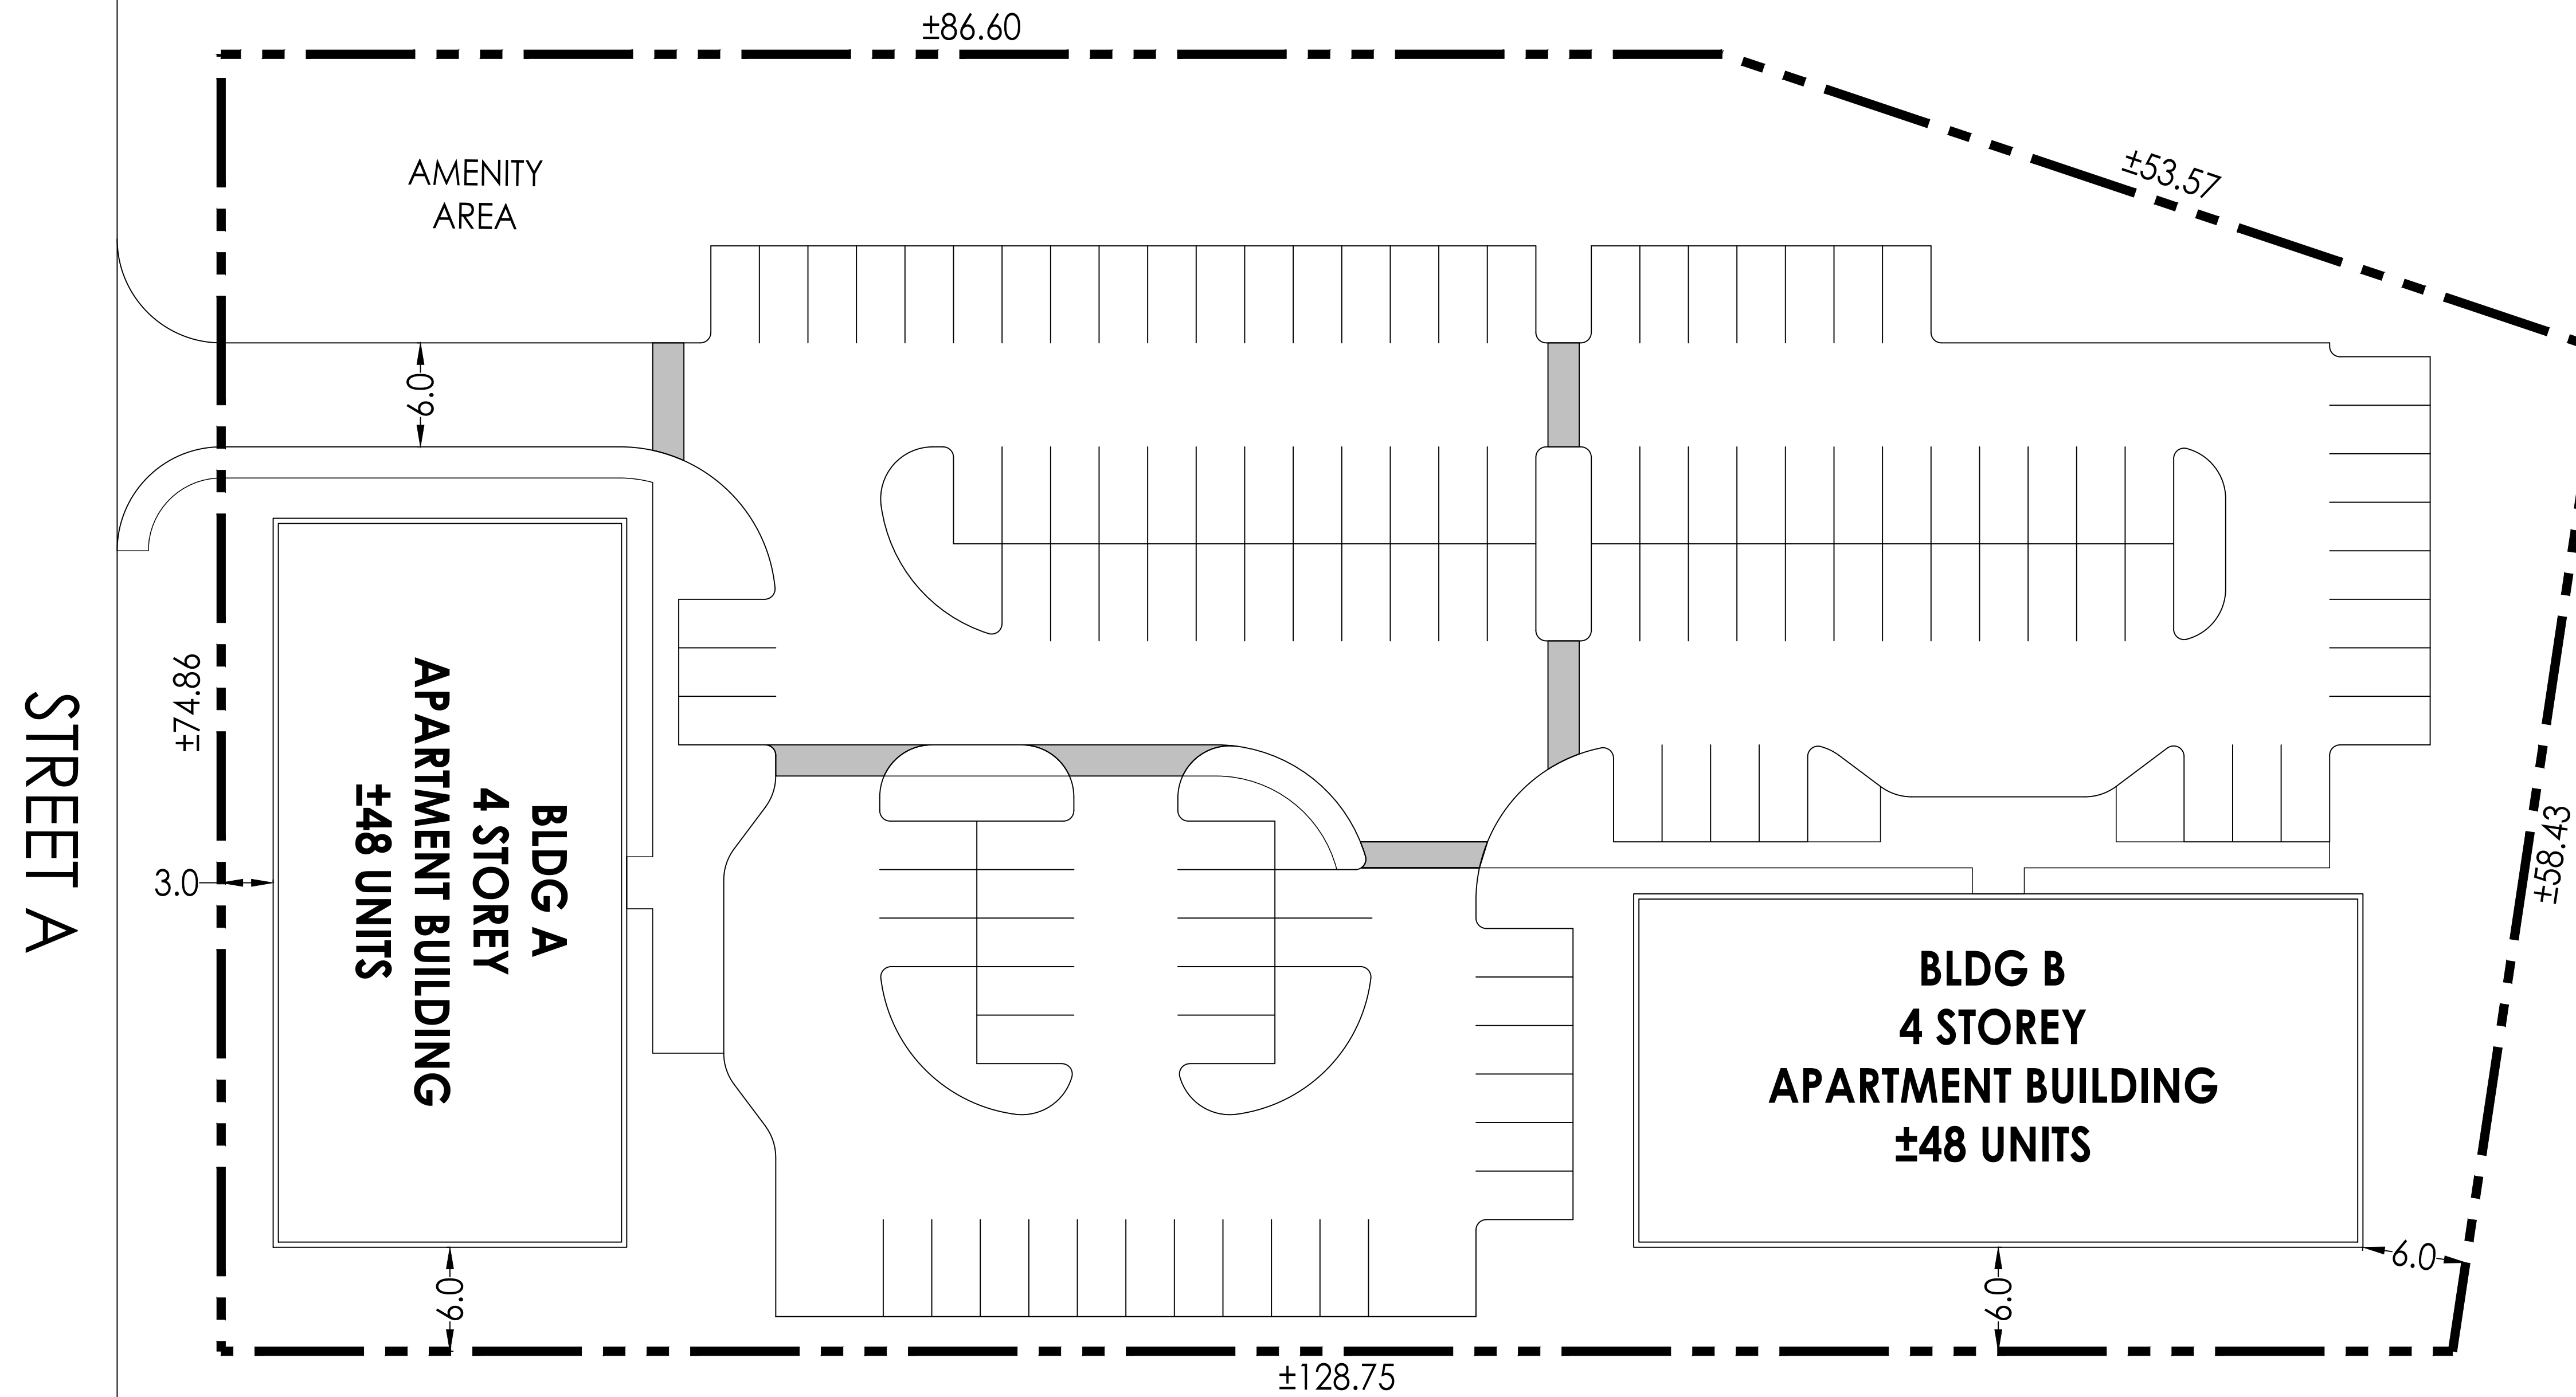 ±86.60
±53.57
AMENITY
AREA
6.0
±74.86
STREET A
3.0
BLDG A
4 STOREY
APARTMENT BUILDING
±48 UNITS
±58.43
BLDG B
4 STOREY
APARTMENT BUILDING
±48 UNITS
6.0
6.0
6.0
±128.75